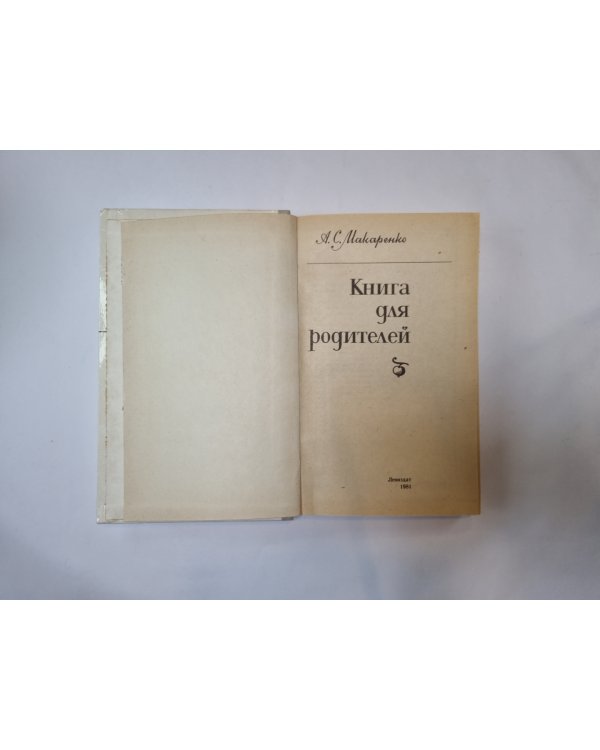 А. С. Макаренко
Книга
для
родителей
Лениздат
1981